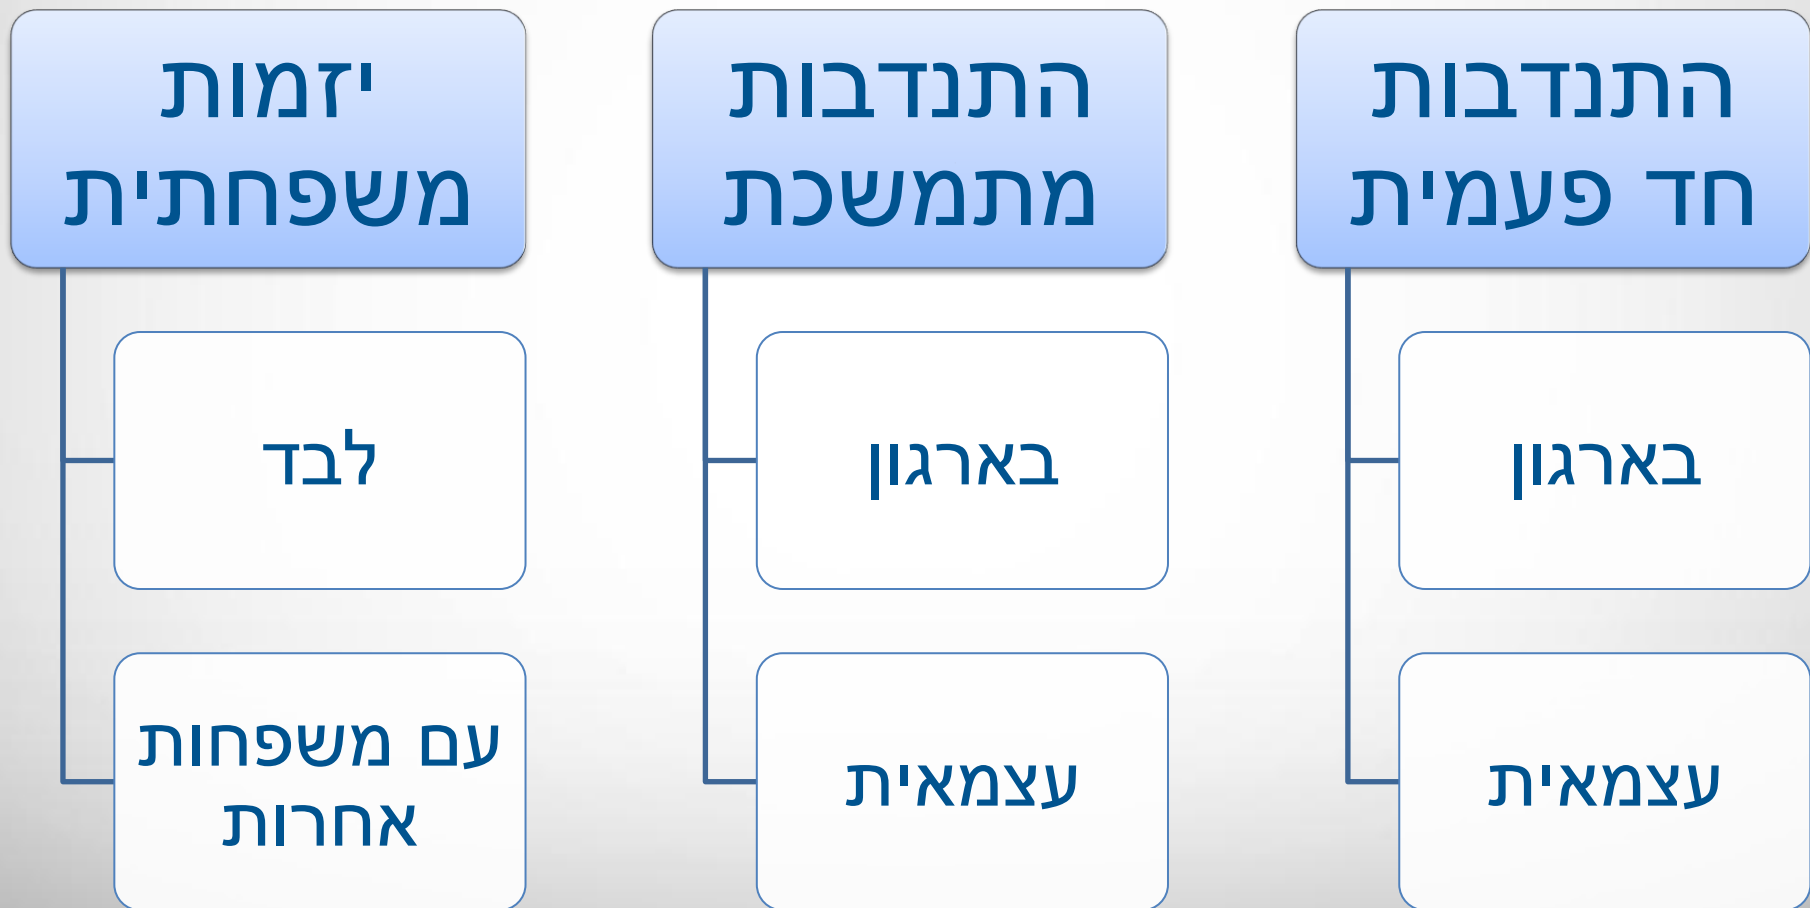 התנדבות
חד פעמית
בארגון
עצמאית
התנדבות
מתמשכת
בארגון
עצמאית
יזמות
משפחתית
לבד
עם משפחות
אחרות